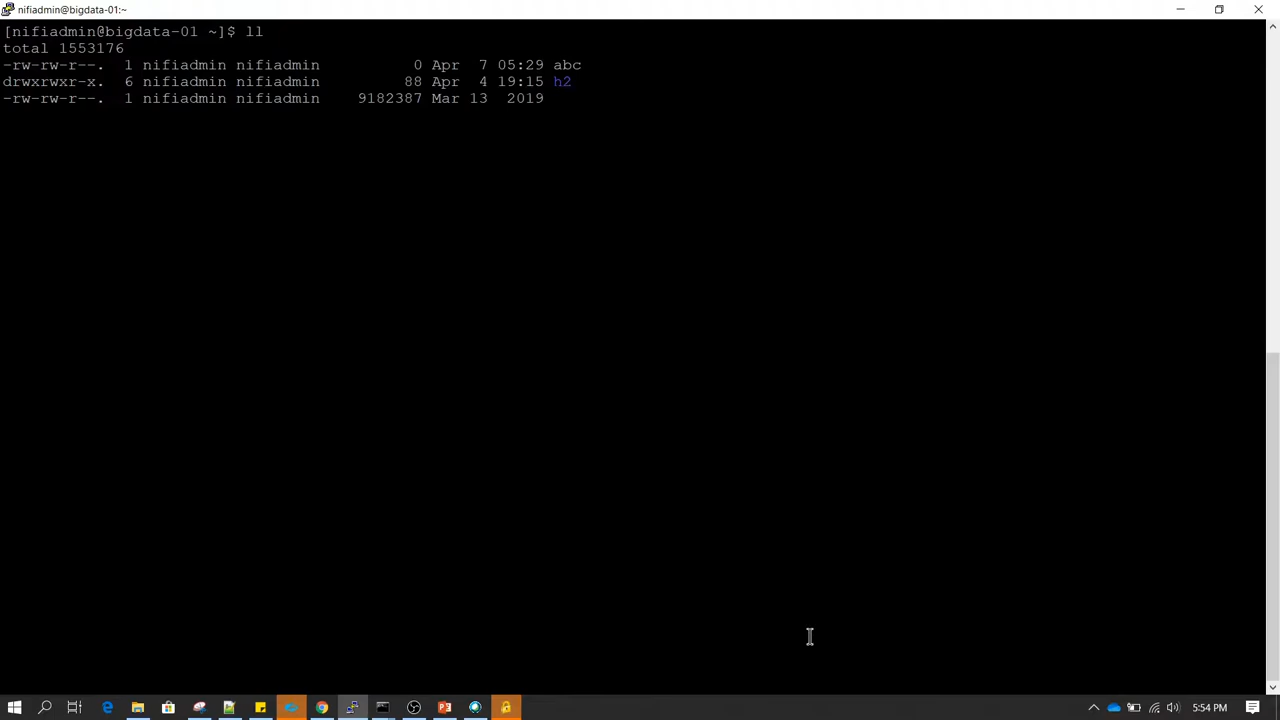 nifiadmin@bigdata-01:~
[nifiadmin@bigdata-01 ~]$ ll
total 1553176
-rw-rw-r--. 1 nifiadmin nifiadmin 0 Apr 7 05:29 abc
drwxrwxr-x. 6 nifiadmin nifiadmin 88 Apr 4 19:15 h2
-rw-rw-r--. 1 nifiadmin nifiadmin 9182387 Mar 13 2019
5:54 PM